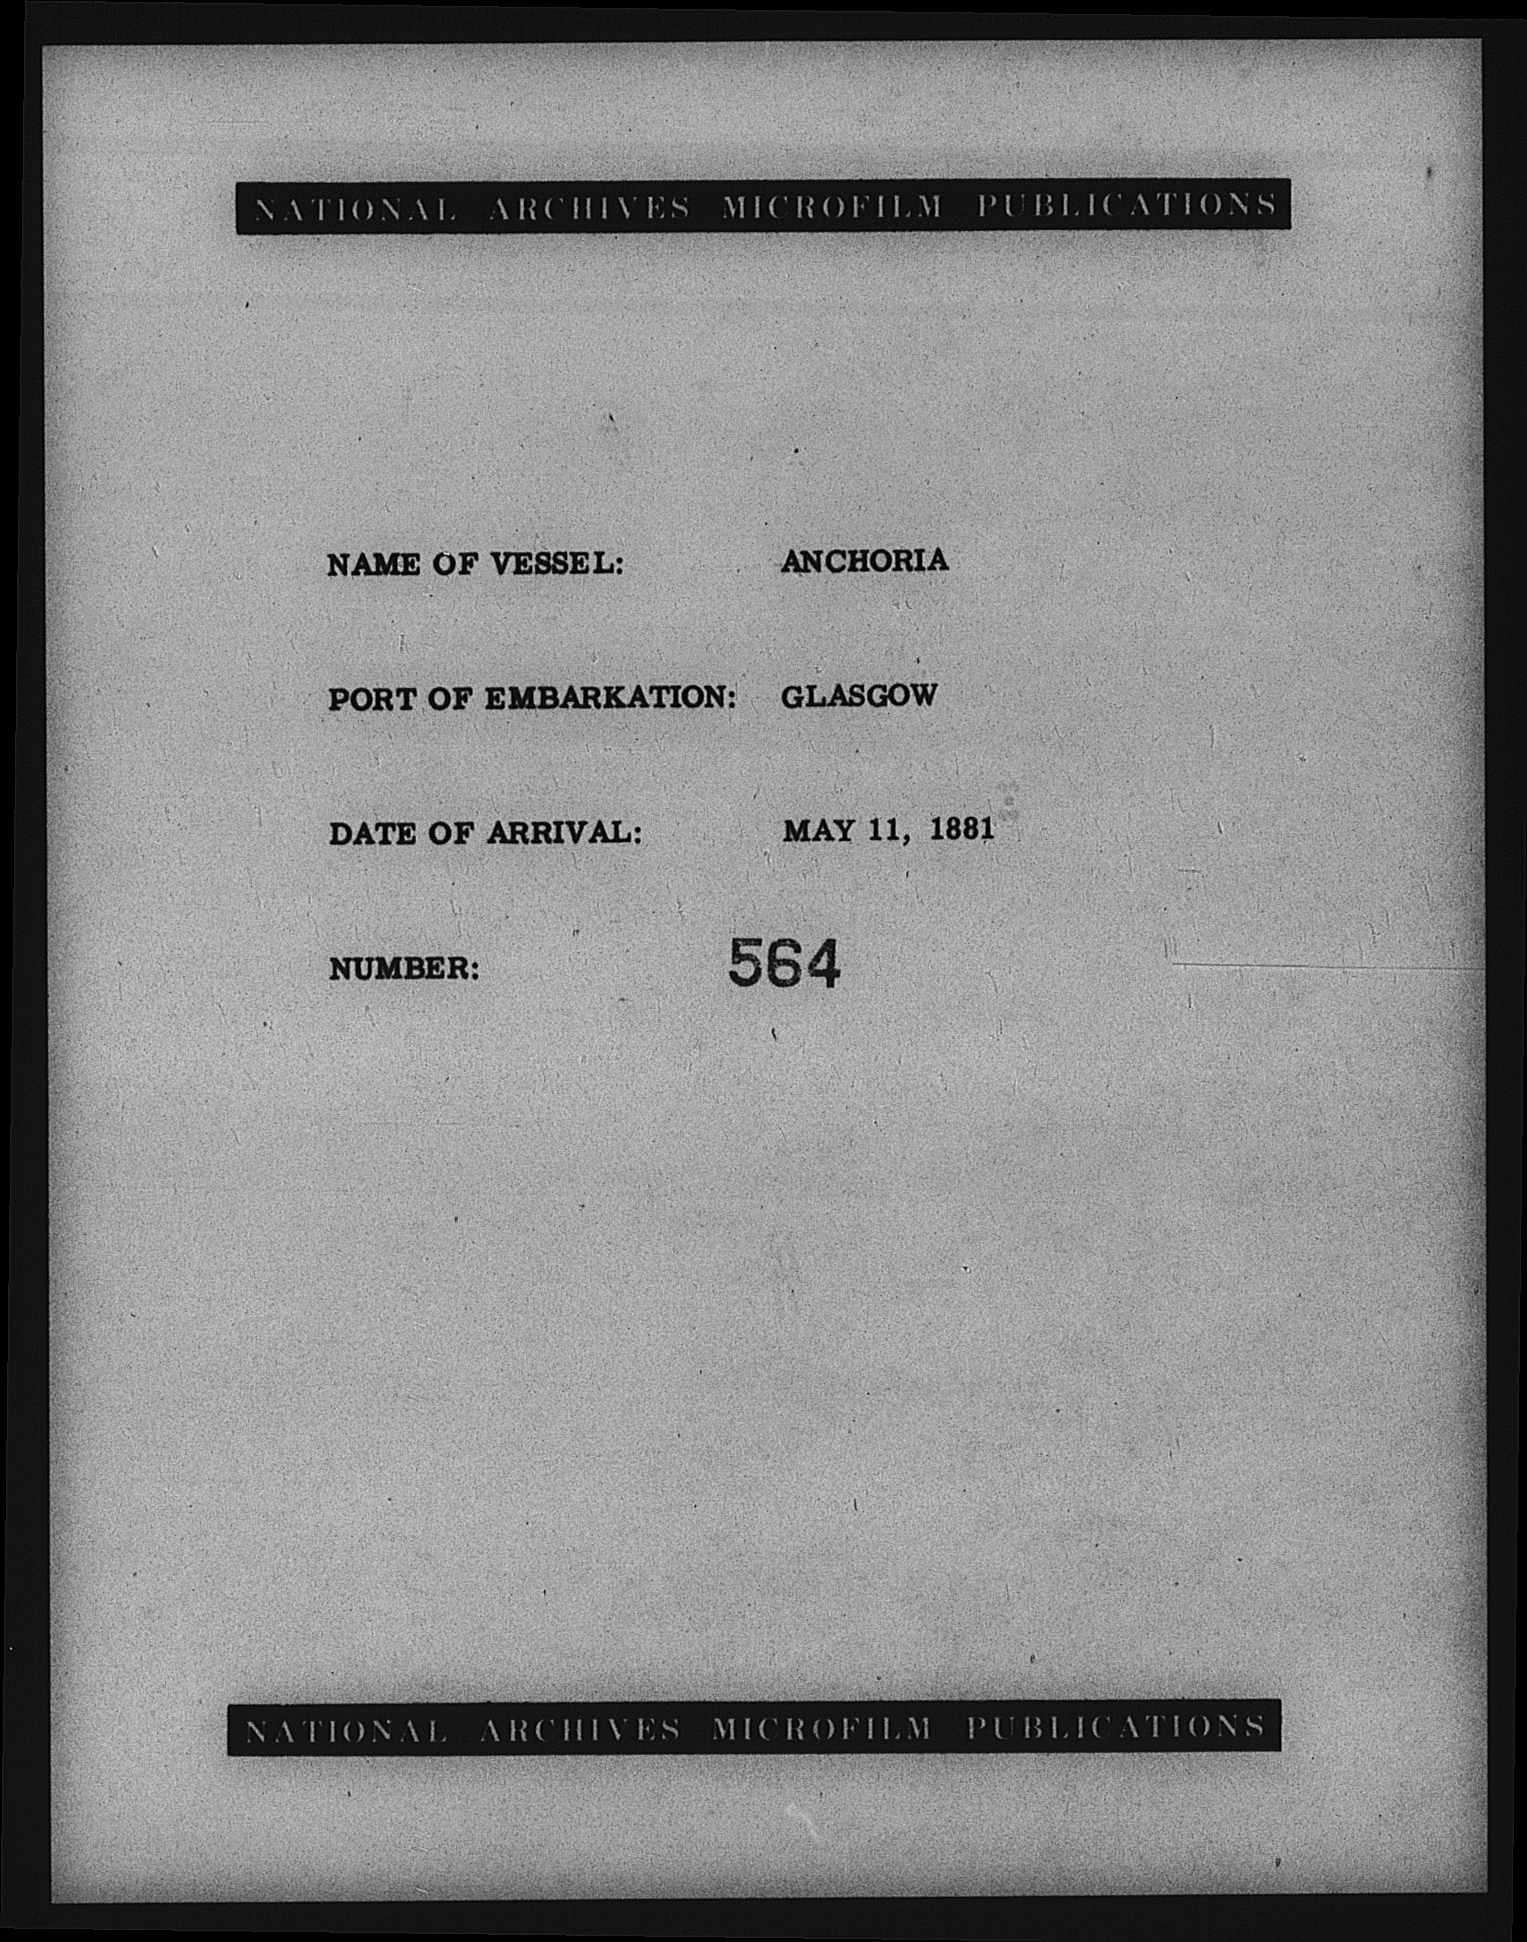 NATIONAL ARCHIVES MICROFILM PUBLICATIONS
NAME OF VESSEL: ANCHORIA
PORT OF EMBARKATION: GLASGOW
DATE OF ARRIVAL: MAY 11, 1881
NUMBER: 564
NATIONAL ARCHIVES MICROFILM PUBLICATIONS